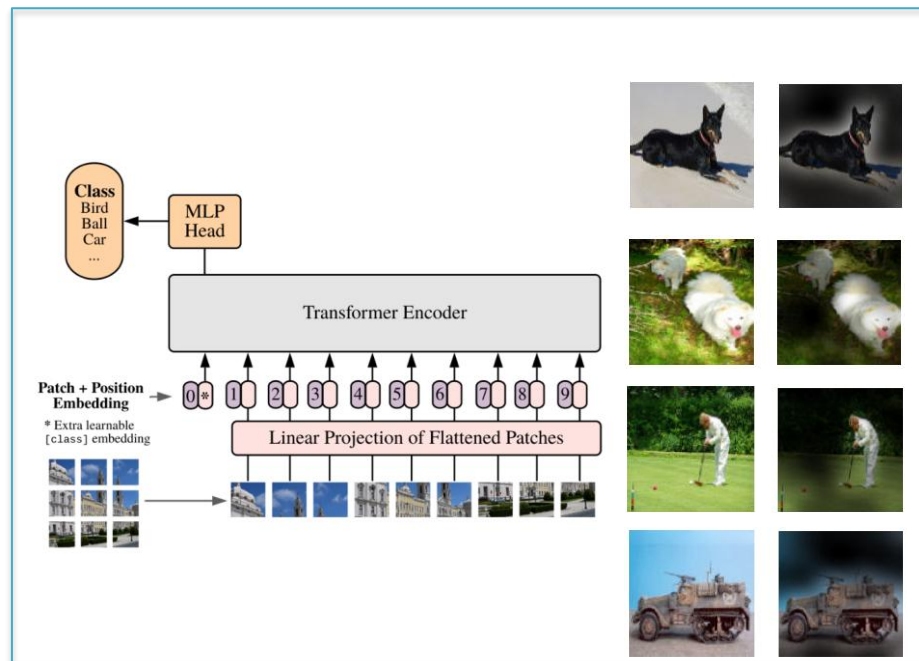 Class
Bird
Ball
Car
...
MLP
Head
Transformer Encoder
Patch + Position
Embedding
0 * 1 2 3 4 5 6 7 8 9
* Extra learnable
[class] embedding
Linear Projection of Flattened Patches